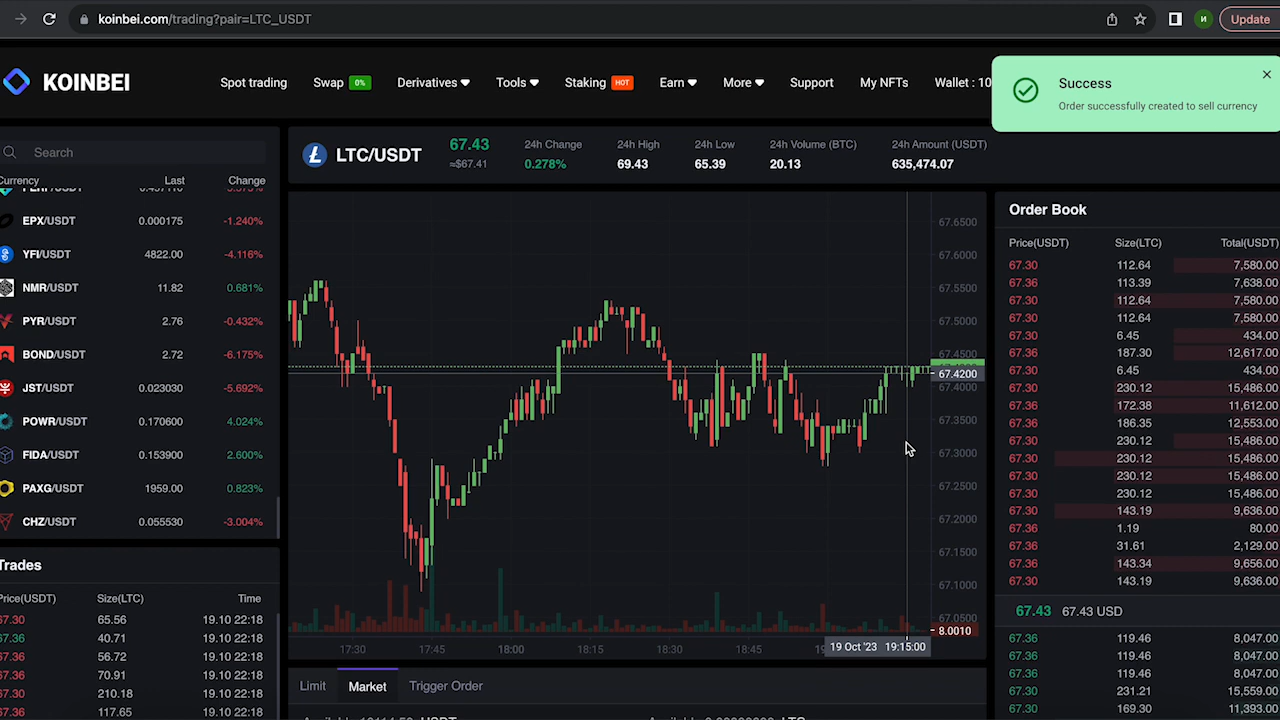 koinbei.com/trading?pair=LTC_USDT
Update
KOINBEI
Spot trading
Swap 0%
Derivatives
Tools
Staking HOT
Earn
More
Support
My NFTs
Wallet : 10
Success
Order successfully created to sell currency
Search
LTC/USDT
67.43
≈$67.41
24h Change
0.278%
24h High
69.43
24h Low
65.39
24h Volume (BTC)
20.13
24h Amount (USDT)
635,474.07
Currency Last Change
EPX/USDT 0.000175 -1.240%
YFI/USDT 4822.00 -4.116%
NMR/USDT 11.82 0.681%
PYR/USDT 2.76 -0.432%
BOND/USDT 2.72 -6.175%
JST/USDT 0.023030 -5.692%
POWR/USDT 0.170600 4.024%
FIDA/USDT 0.153900 2.600%
PAXG/USDT 1959.00 0.823%
CHZ/USDT 0.055530 -3.004%
Trades
Price(USDT) Size(LTC) Time
67.30 65.56 19.10 22:18
67.36 40.71 19.10 22:18
67.36 56.72 19.10 22:18
67.36 70.91 19.10 22:18
67.30 210.18 19.10 22:18
67.36 117.65 19.10 22:18
67.6500
67.6000
67.5500
67.5000
67.4500
67.4200
67.4000
67.3500
67.3000
67.2500
67.2000
67.1500
67.1000
67.0500
8.0010
17:30 17:45 18:00 18:15 18:30 18:45 19 Oct '23 19:15:00
Limit Market Trigger Order
Order Book
Price(USDT) Size(LTC) Total(USDT)
67.30 112.64 7,580.00
67.36 113.39 7,638.00
67.30 112.64 7,580.00
67.30 112.64 7,580.00
67.30 6.45 434.00
67.36 187.30 12,617.00
67.30 6.45 434.00
67.30 230.12 15,486.00
67.36 172.38 11,612.00
67.36 186.35 12,553.00
67.30 230.12 15,486.00
67.30 230.12 15,486.00
67.30 230.12 15,486.00
67.30 230.12 15,486.00
67.30 143.19 9,636.00
67.36 1.19 80.00
67.36 31.61 2,129.00
67.36 143.34 9,656.00
67.30 143.19 9,636.00
67.43 67.43 USD
67.36 119.46 8,047.00
67.36 119.46 8,047.00
67.36 119.46 8,047.00
67.36 231.21 15,559.00
67.36 169.30 11,393.00